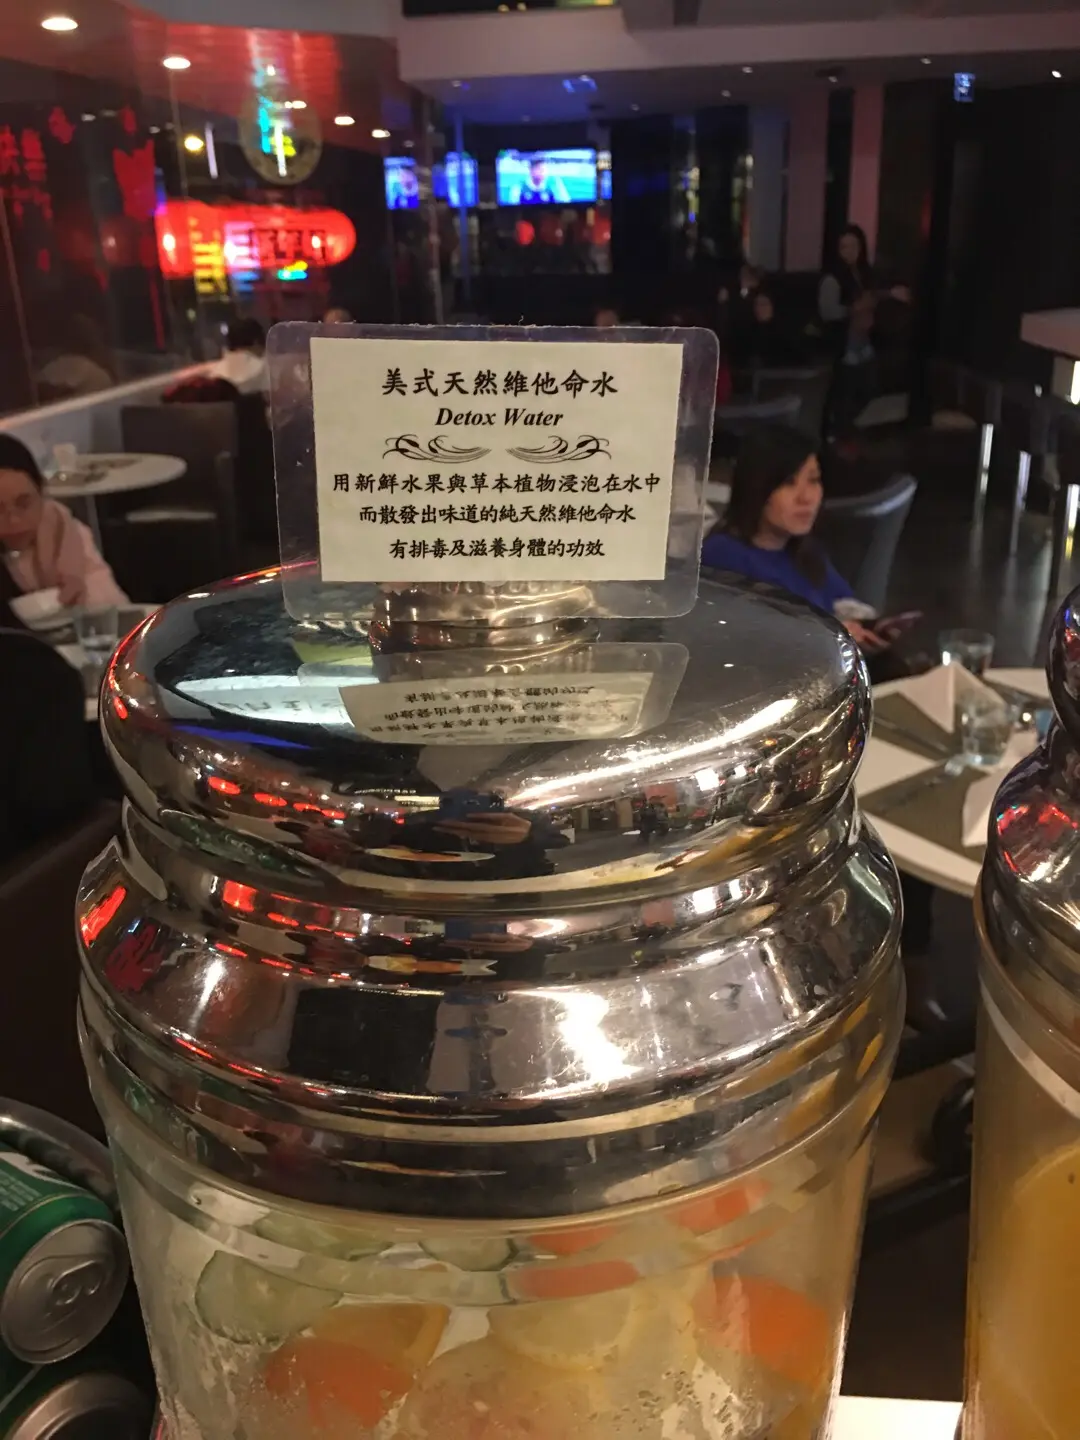 美式天然維他命水
Detox Water
用新鮮水果與草本植物浸泡在水中
而散發出味道的純天然維他命水
有排毒及滋養身體的功效